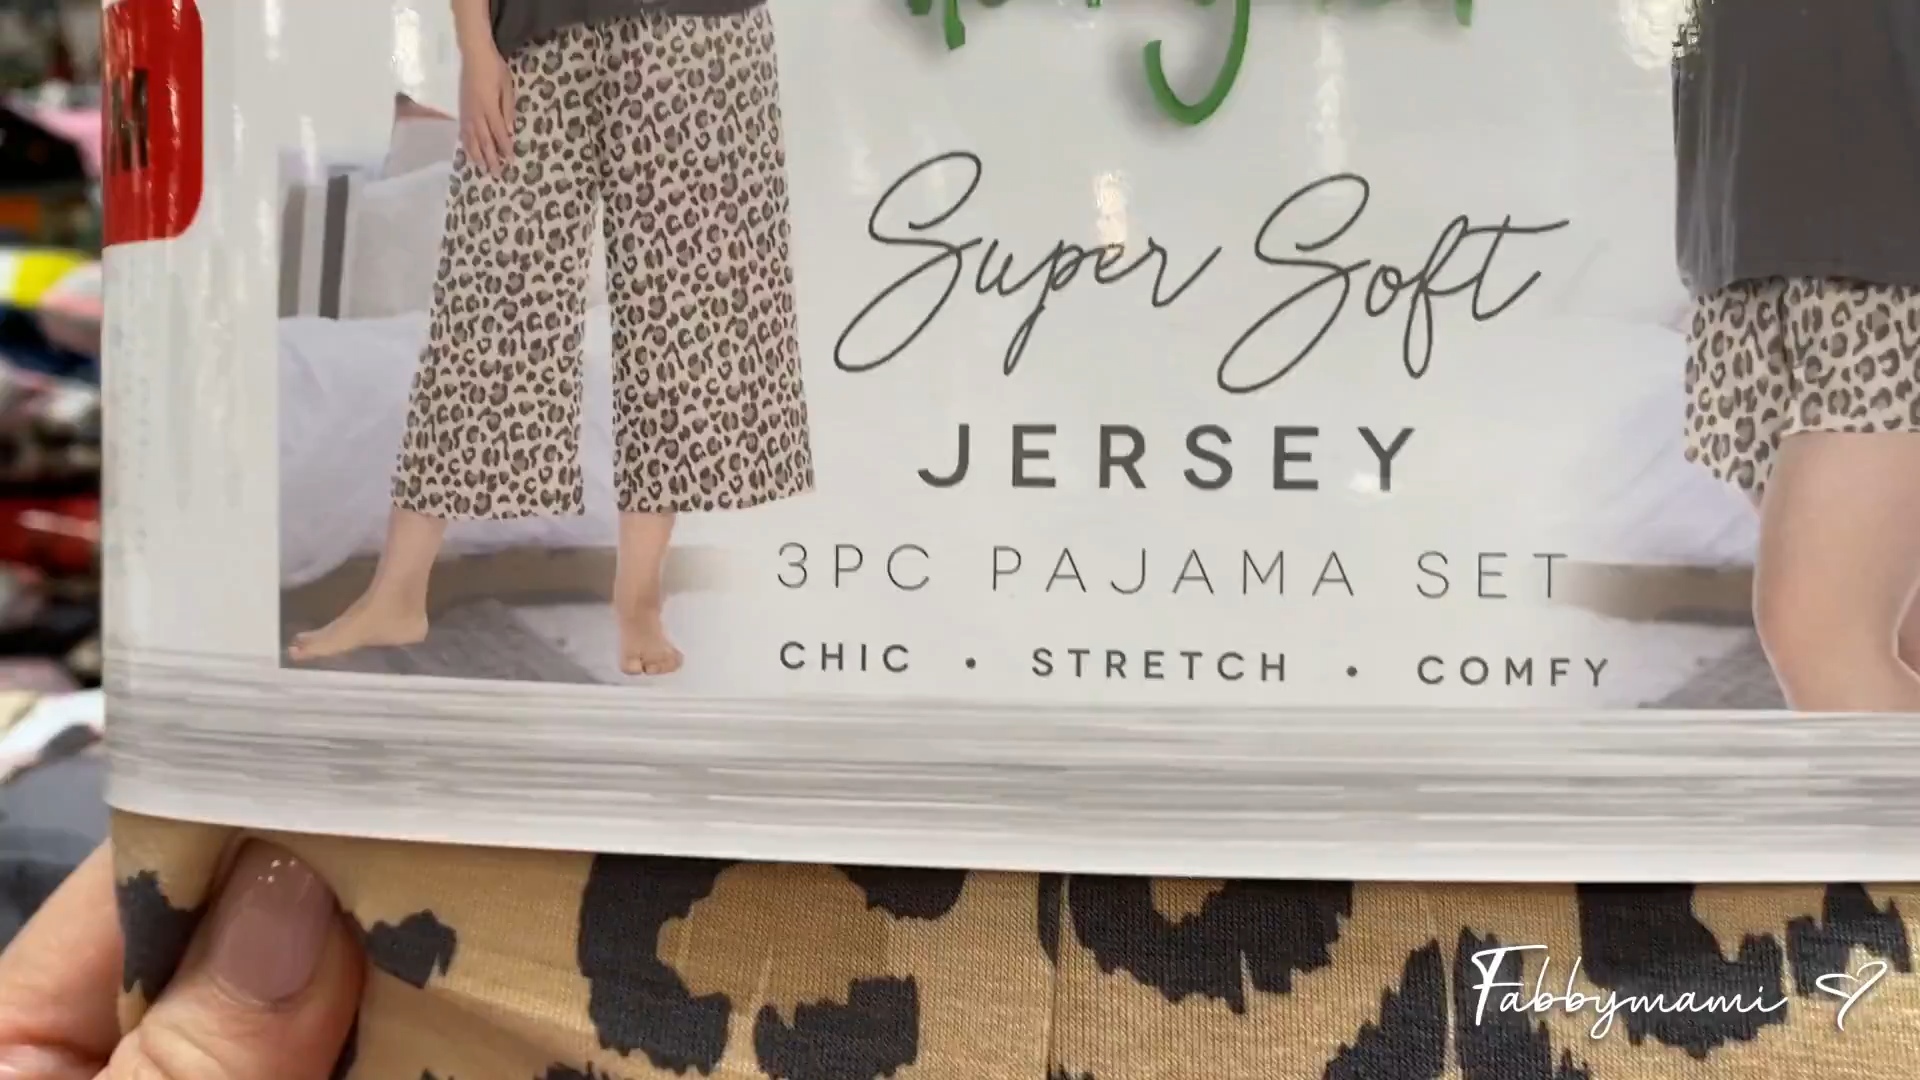 M
Super Soft
JERSEY
3PC PAJAMA SET
CHIC • STRETCH • COMFY
Fabbymami